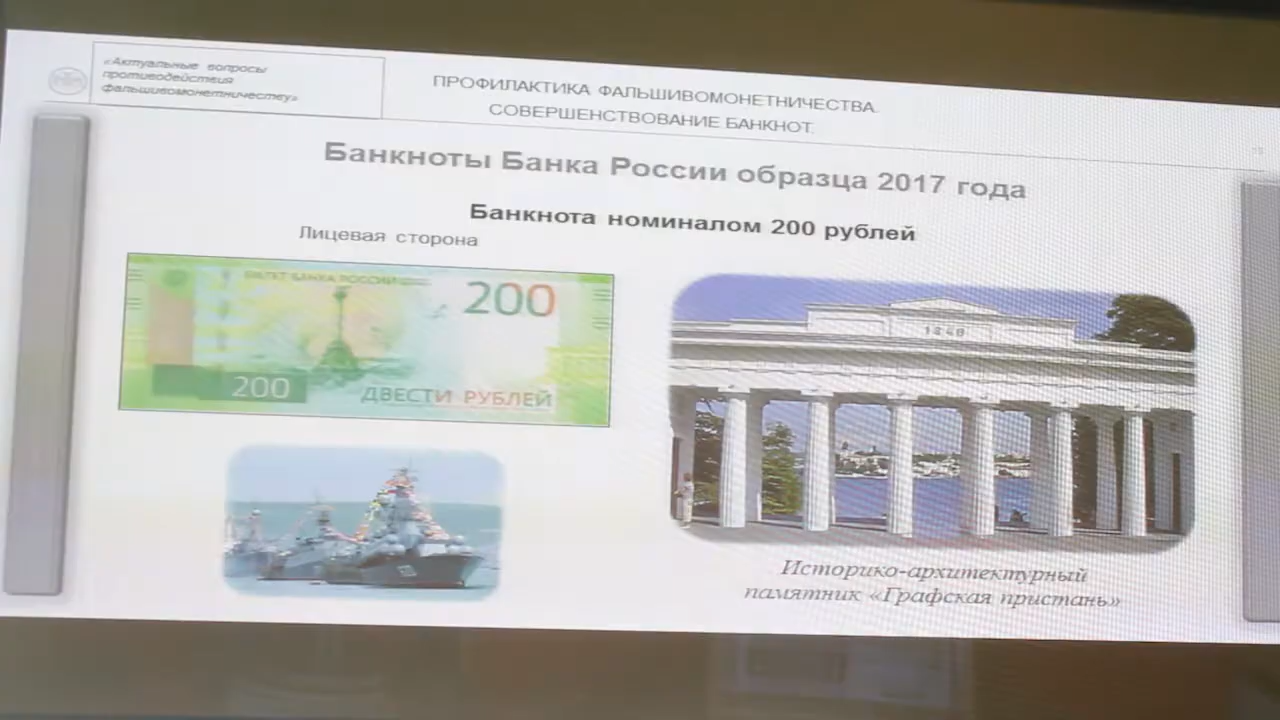 «Актуальные вопросы
противодействия
фальшивомонетничеству»
ПРОФИЛАКТИКА ФАЛЬШИВОМОНЕТНИЧЕСТВА.
СОВЕРШЕНСТВОВАНИЕ БАНКНОТ.
Банкноты Банка России образца 2017 года
Банкнота номиналом 200 рублей
Лицевая сторона
БИЛЕТ БАНКА РОССИИ
200
200
ДВЕСТИ РУБЛЕЙ
1846
Историко-архитектурный
памятник «Графская пристань»